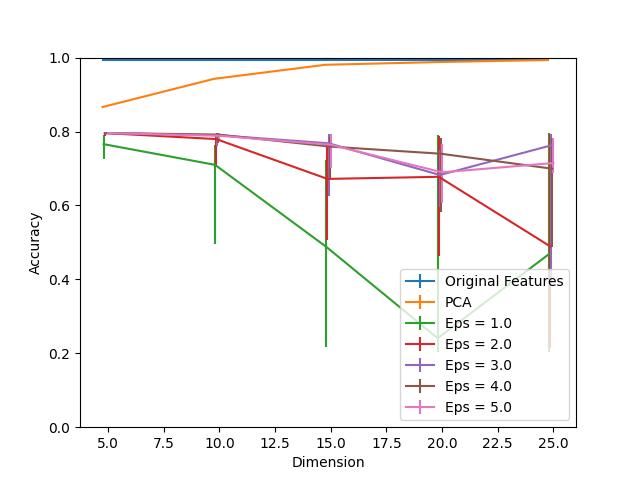 1.0
0.8
0.6
0.4
0.2
0.0
Accuracy
Original Features
PCA
Eps = 1.0
Eps = 2.0
Eps = 3.0
Eps = 4.0
Eps = 5.0
5.0 7.5 10.0 12.5 15.0 17.5 20.0 22.5 25.0
Dimension